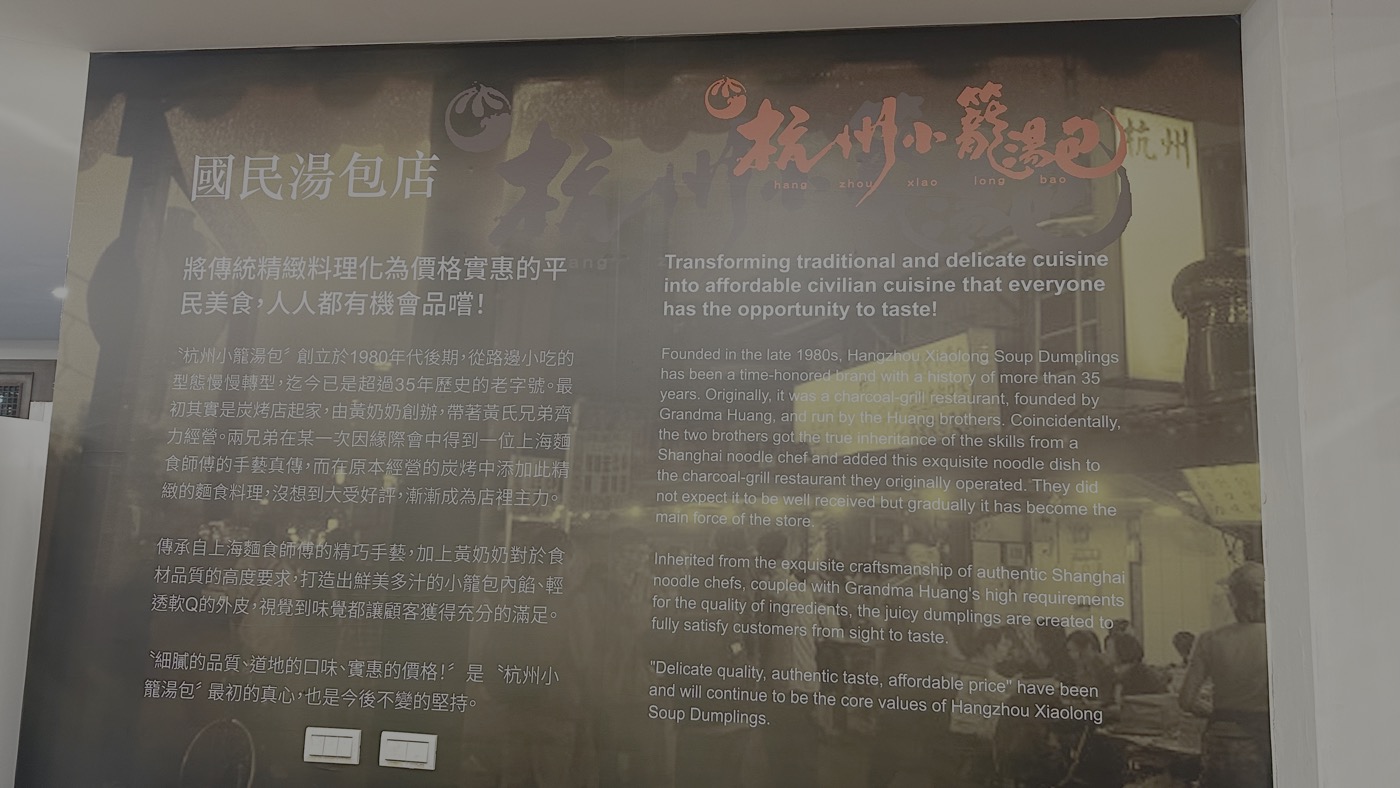 國民湯包店
將傳統精緻料理化為價格實惠的平
民美食，人人都有機會品嚐！
〝杭州小籠湯包〞創立於1980年代後期，從路邊小吃的
型態慢慢轉型，迄今已是超過35年歷史的老字號。最
初其實是炭烤店起家，由黃奶奶創辦，帶著黃氏兄弟齊
力經營。兩兄弟在某一次因緣際會中得到一位上海麵
食師傅的手藝真傳，而在原本經營的炭烤中添加此精
緻的麵食料理，沒想到大受好評，漸漸成為店裡主力。
傳承自上海麵食師傅的精巧手藝，加上黃奶奶對於食
材品質的高度要求，打造出鮮美多汁的小籠包內餡、輕
透軟Q的外皮，視覺到味覺都讓顧客獲得充分的滿足。
〝細膩的品質、道地的口味、實惠的價格！〞 是 〝杭州小
籠湯包〞最初的真心，也是今後不變的堅持。
杭州小籠湯包
hang zhou xiao long bao
杭州
杭州
ang
Transforming traditional and delicate cuisine
into affordable civilian cuisine that everyone
has the opportunity to taste!
Founded in the late 1980s, Hangzhou Xiaolong Soup Dumplings
has been a time-honored brand with a history of more than 35
years. Originally, it was a charcoal-grill restaurant, founded by
Grandma Huang, and run by the Huang brothers. Coincidentally,
the two brothers got the true inheritance of the skills from a
Shanghai noodle chef and added this exquisite noodle dish to
the charcoal-grill restaurant they originally operated. They did
not expect it to be well received but gradually it has become the
main force of the store.
Inherited from the exquisite craftsmanship of authentic Shanghai
noodle chefs, coupled with Grandma Huang's high requirements
for the quality of ingredients, the juicy dumplings are created to
fully satisfy customers from sight to taste.
"Delicate quality, authentic taste, affordable price" have been
and will continue to be the core values of Hangzhou Xiaolong
Soup Dumplings.